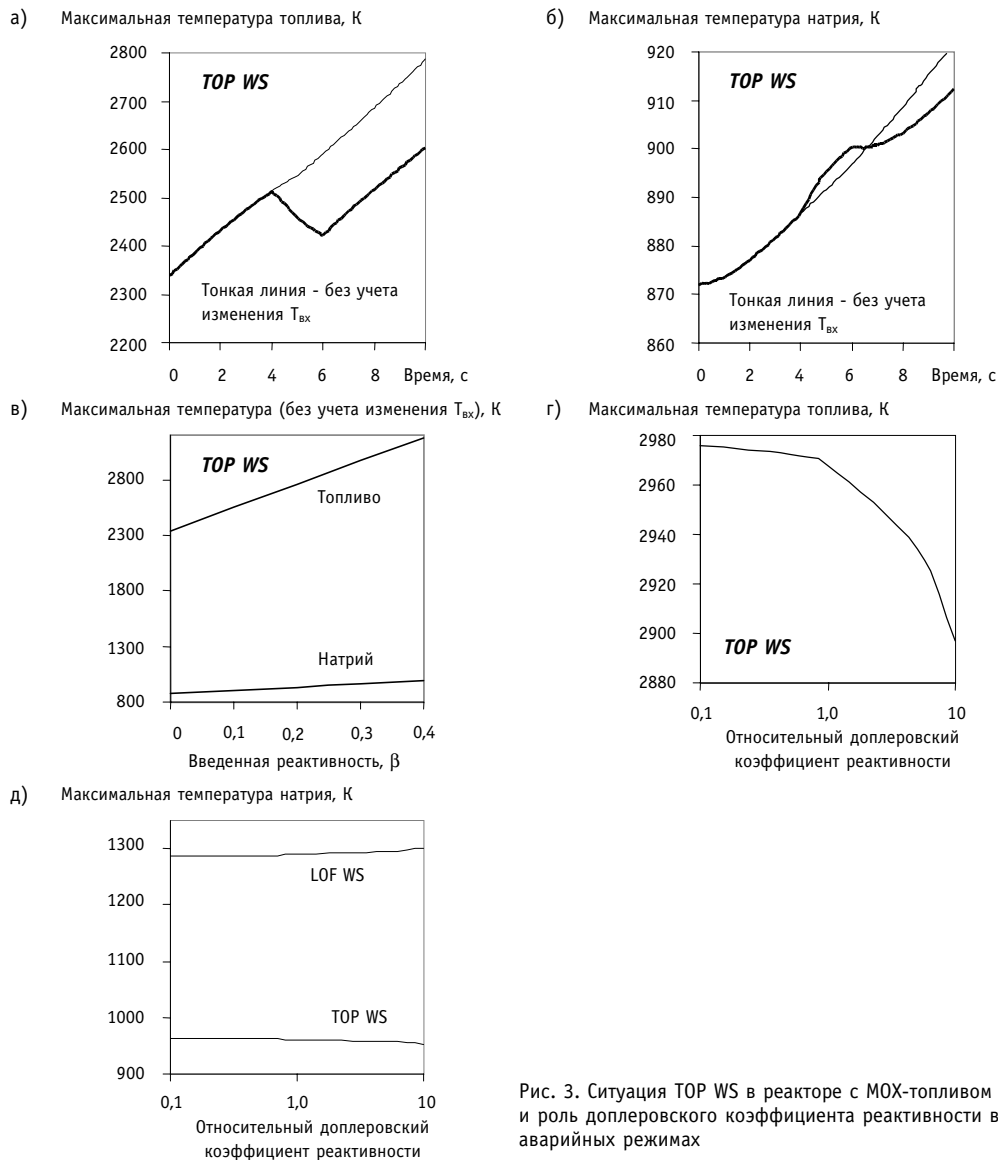 а) Максимальная температура топлива, К
2800
2700
2600
2500
2400
2300
2200
TOP WS
Тонкая линия - без учета
изменения Tвх
0 2 4 6 8 Время, с
б) Максимальная температура натрия, К
920
910
900
890
880
870
860
TOP WS
Тонкая линия - без учета
изменения Tвх
0 2 4 6 8 Время, с
в) Максимальная температура (без учета изменения Tвх), К
2800
2300
1800
1300
800
TOP WS
Топливо
Натрий
0 0,1 0,2 0,3 0,4
Введенная реактивность, β
г) Максимальная температура топлива, К
2980
2960
2940
2920
2900
2880
TOP WS
0,1 1,0 10
Относительный доплеровский
коэффициент реактивности
д) Максимальная температура натрия, К
1300
1200
1100
1000
900
LOF WS
TOP WS
0,1 1,0 10
Относительный доплеровский
коэффициент реактивности
Рис. 3. Ситуация TOP WS в реакторе с МОХ-топливом
и роль доплеровского коэффициента реактивности в
аварийных режимах